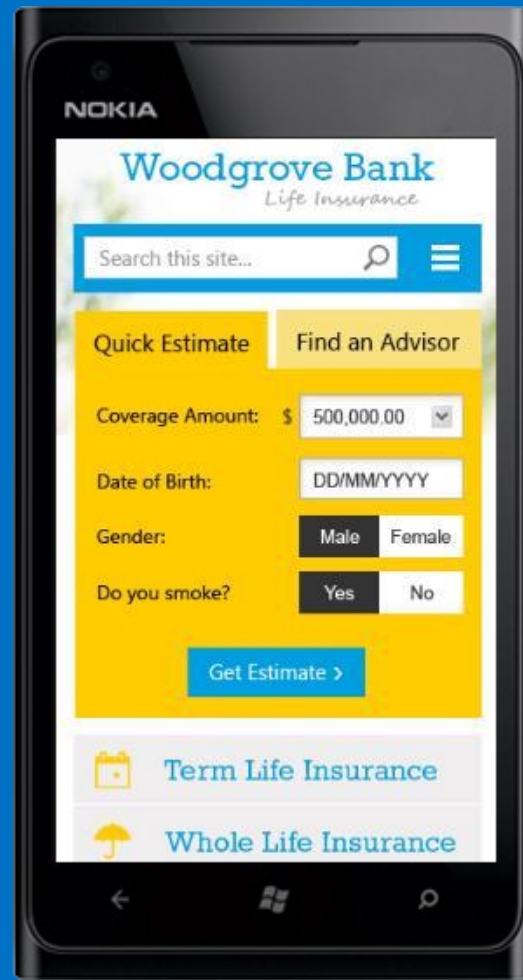 NOKIA
Woodgrove Bank
Life Insurance
Search this site...
Quick Estimate Find an Advisor
Coverage Amount: $ 500,000.00
Date of Birth: DD/MM/YYYY
Gender: Male Female
Do you smoke? Yes No
Get Estimate >
Term Life Insurance
Whole Life Insurance